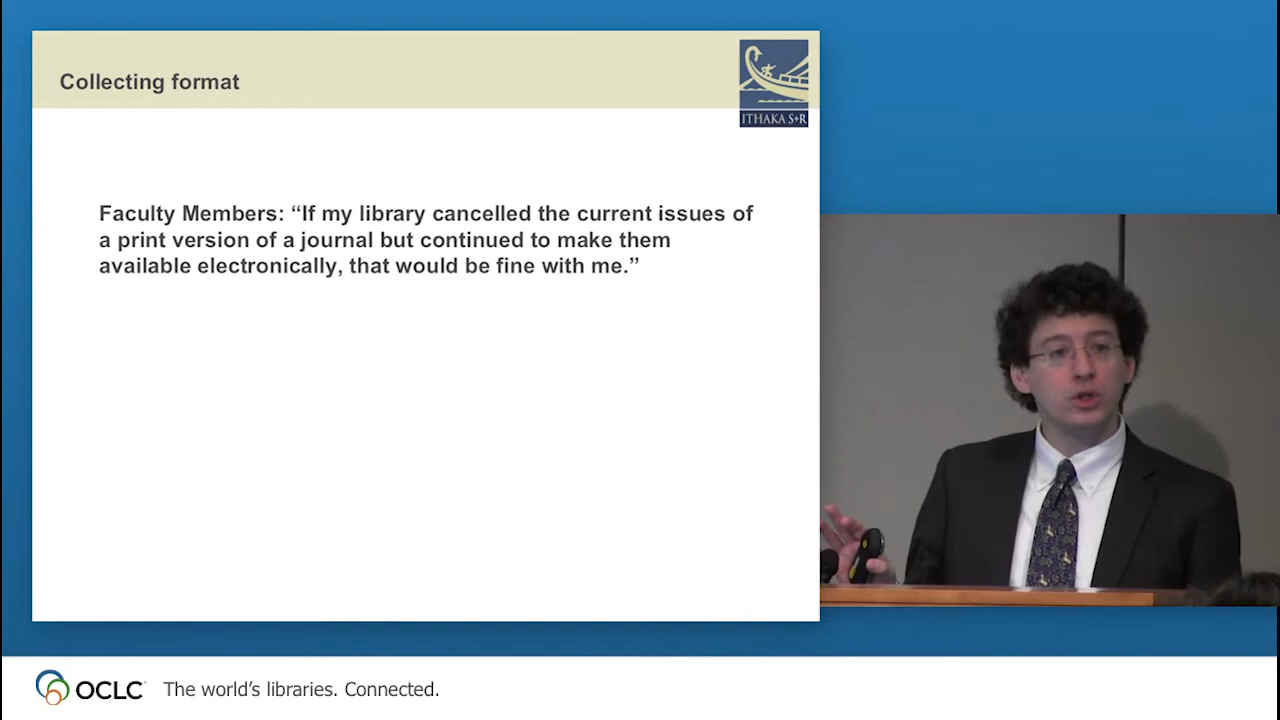 Collecting format
ITHAKA S+R
Faculty Members: “If my library cancelled the current issues of
a print version of a journal but continued to make them
available electronically, that would be fine with me.”
OCLC
The world’s libraries. Connected.